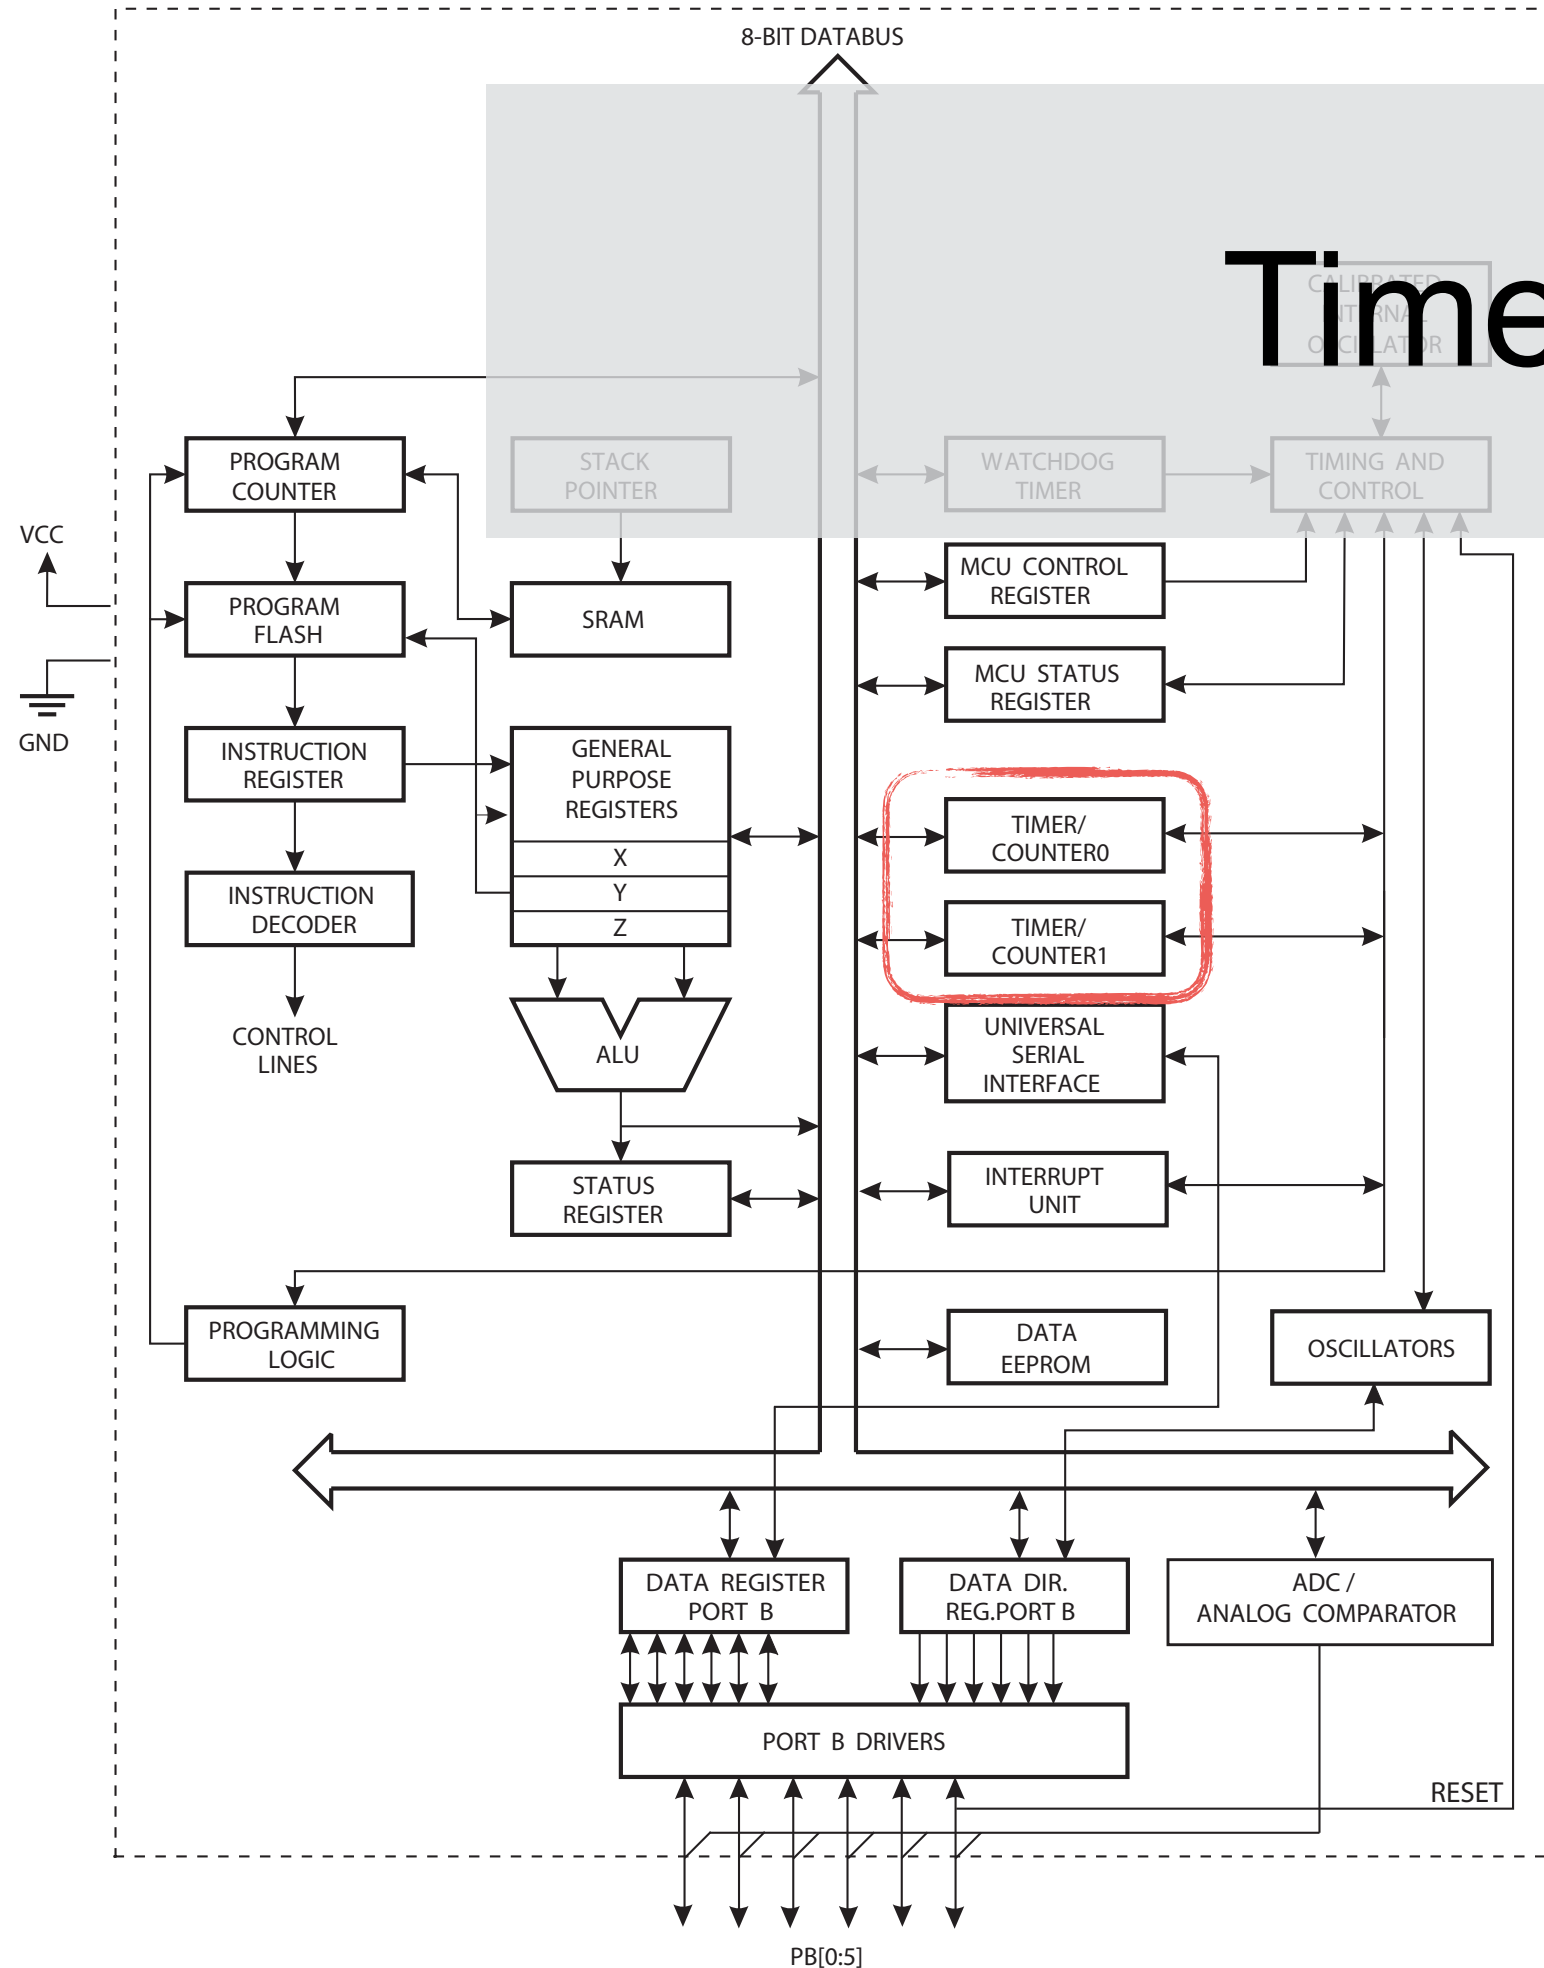 8-BIT DATABUS
Time
CALIBRATED
INTERNAL
OSCILLATOR
PROGRAM
COUNTER
STACK
POINTER
WATCHDOG
TIMER
TIMING AND
CONTROL
VCC
PROGRAM
FLASH
SRAM
MCU CONTROL
REGISTER
MCU STATUS
REGISTER
GND
INSTRUCTION
REGISTER
GENERAL
PURPOSE
REGISTERS
X
Y
Z
TIMER/
COUNTER0
INSTRUCTION
DECODER
TIMER/
COUNTER1
CONTROL
LINES
ALU
UNIVERSAL
SERIAL
INTERFACE
STATUS
REGISTER
INTERRUPT
UNIT
PROGRAMMING
LOGIC
DATA
EEPROM
OSCILLATORS
DATA REGISTER
PORT B
DATA DIR.
REG.PORT B
ADC /
ANALOG COMPARATOR
PORT B DRIVERS
RESET
PB[0:5]